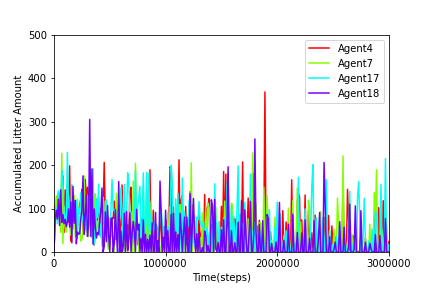 500
400
300
200
100
0
Accumulated Litter Amount
Agent4
Agent7
Agent17
Agent18
0
1000000
2000000
3000000
Time(steps)